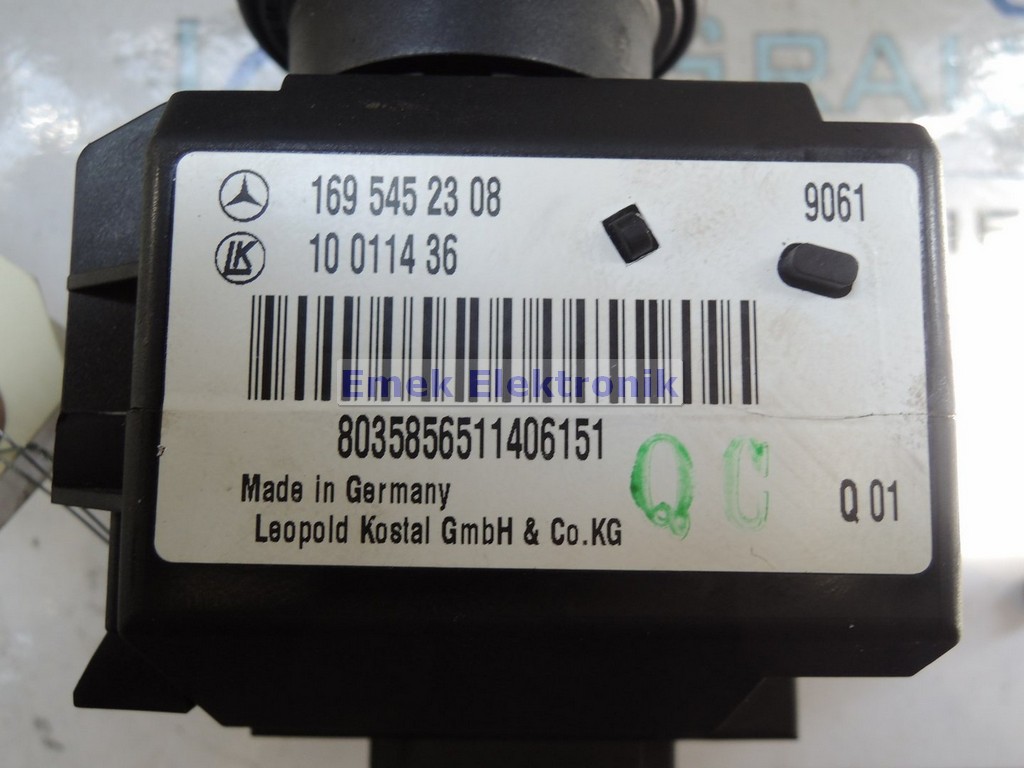 169 545 23 08
9061
LK
10 0114 36
Emek Elektronik
8035856511406151
QC
Made in Germany
Q 01
Leopold Kostal GmbH & Co.KG